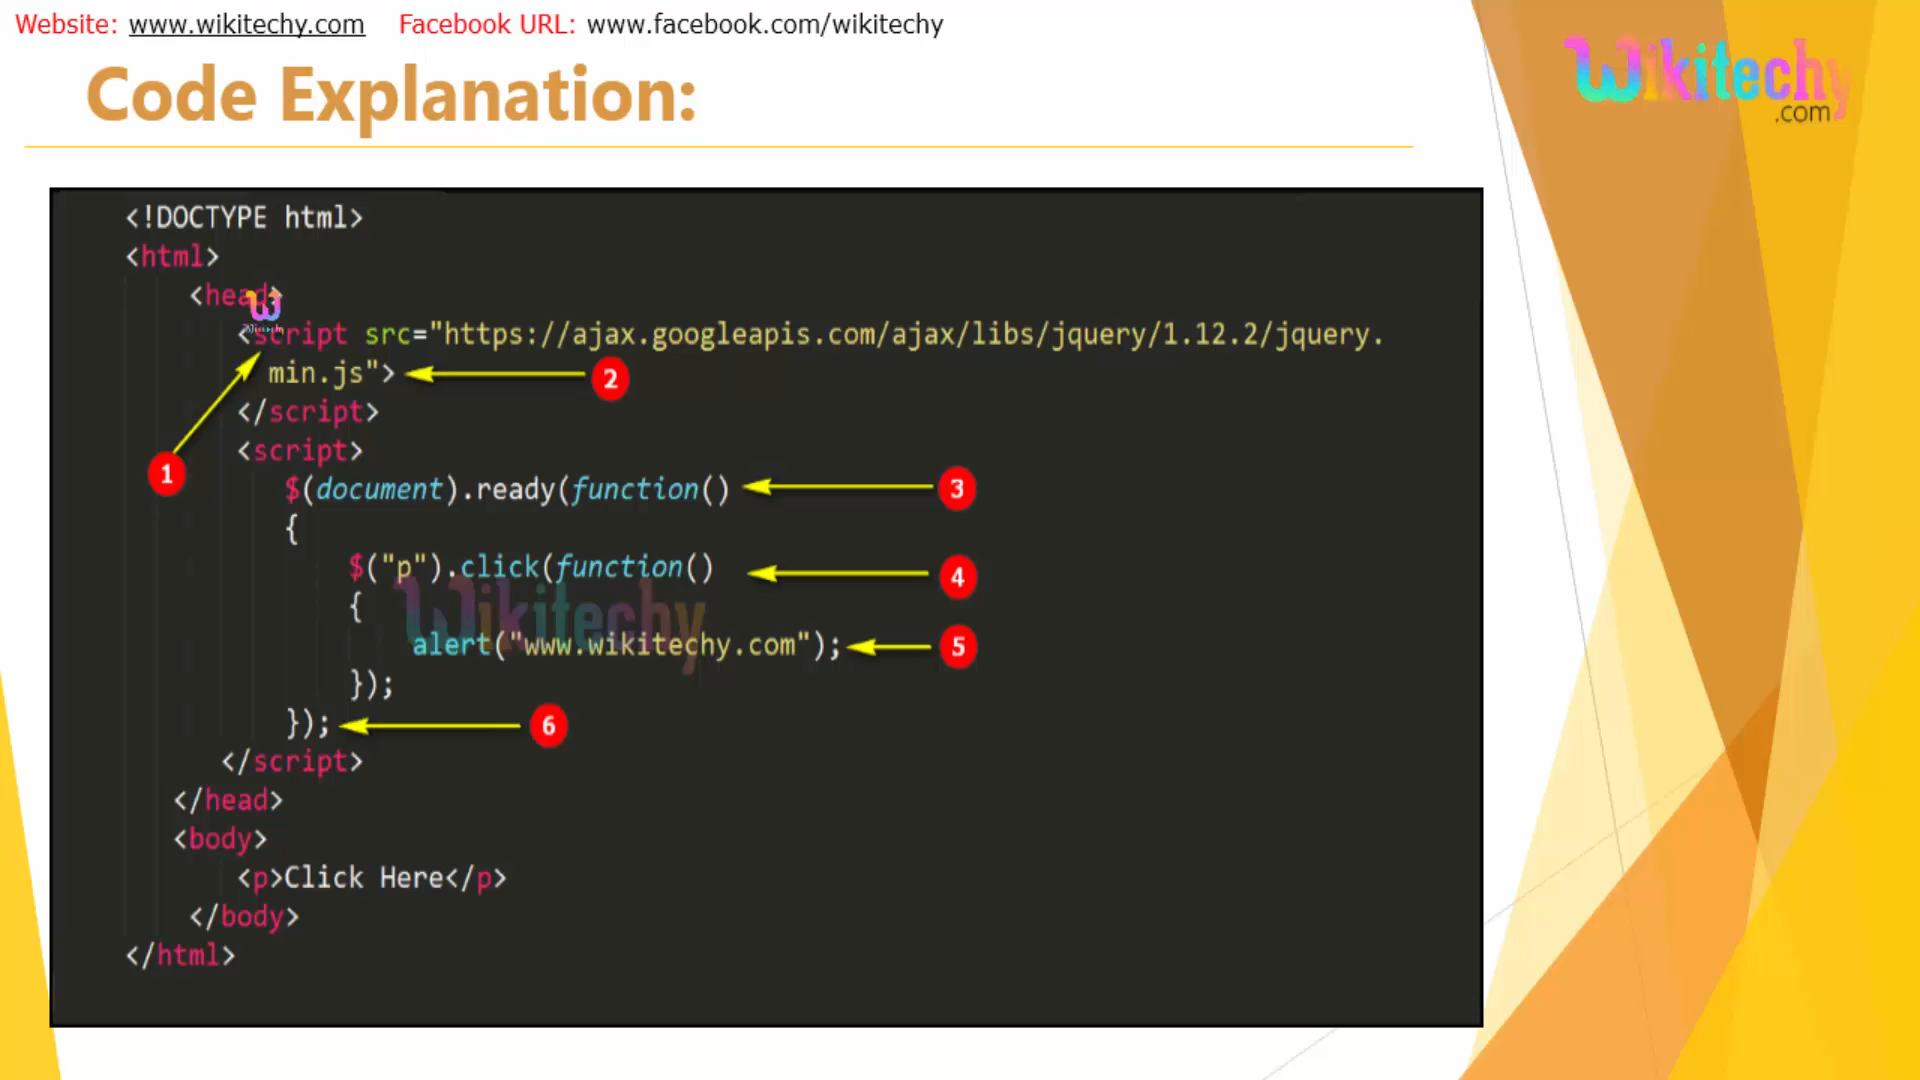 Website: www.wikitechy.com Facebook URL: www.facebook.com/wikitechy
Wikitechy
.com
Code Explanation:
<!DOCTYPE html>
<html>
<head>
<script src="https://ajax.googleapis.com/ajax/libs/jquery/1.12.2/jquery.
min.js"> 2
</script>
<script>
1
$(document).ready(function() 3
{
$("p").click(function() 4
{
Wikitechy
alert("www.wikitechy.com"); 5
});
}); 6
</script>
</head>
<body>
<p>Click Here</p>
</body>
</html>